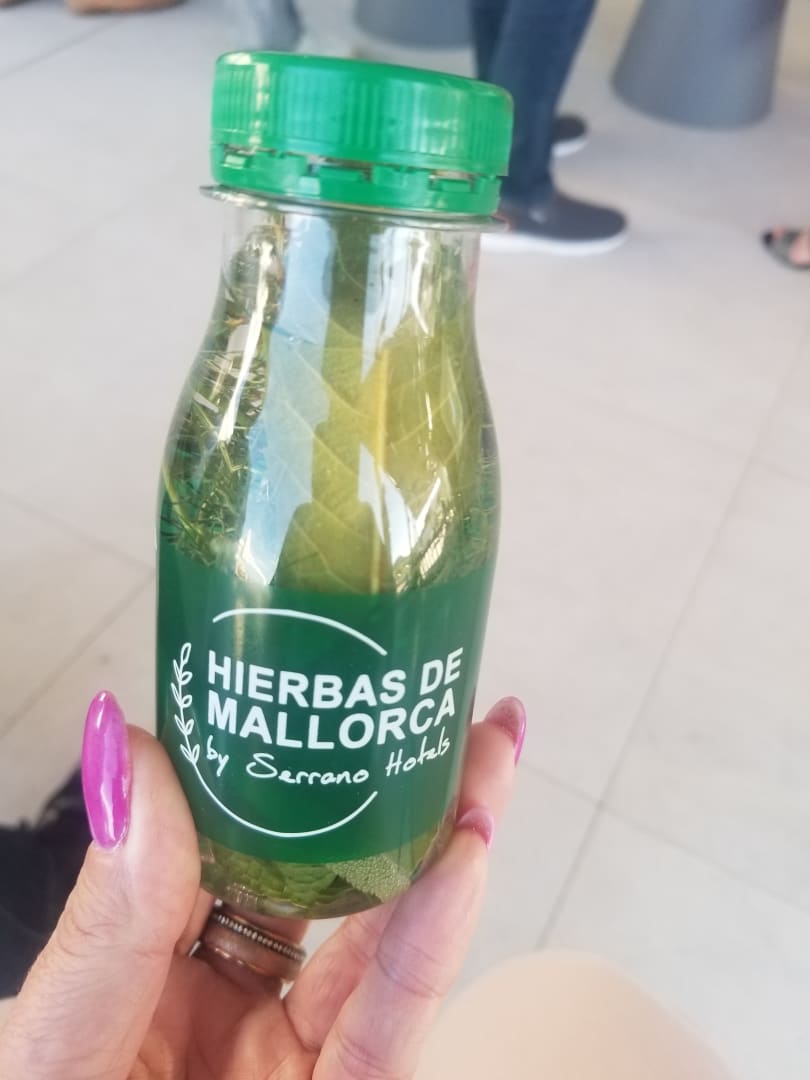 HIERBAS DE
MALLORCA
by Serrano Hotels